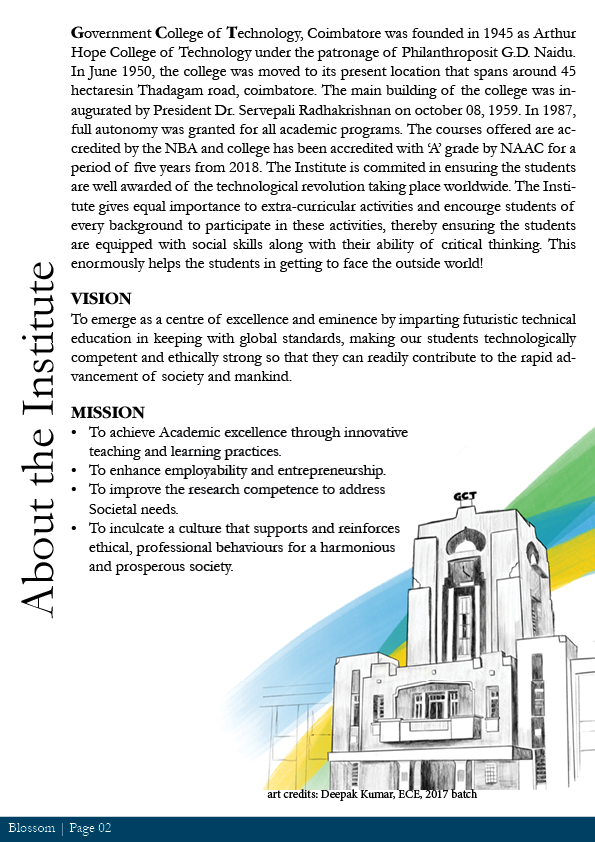 Government College of Technology, Coimbatore was founded in 1945 as Arthur
Hope College of Technology under the patronage of Philanthroposit G.D. Naidu.
In June 1950, the college was moved to its present location that spans around 45
hectaresin Thadagam road, coimbatore. The main building of the college was in-
augurated by President Dr. Servepali Radhakrishnan on october 08, 1959. In 1987,
full autonomy was granted for all academic programs. The courses offered are ac-
credited by the NBA and college has been accredited with ‘A’ grade by NAAC for a
period of five years from 2018. The Institute is commited in ensuring the students
are well awarded of the technological revolution taking place worldwide. The Insti-
tute gives equal importance to extra-curricular activities and encourge students of
every background to participate in these activities, thereby ensuring the students
are equipped with social skills along with their ability of critical thinking. This
enormously helps the students in getting to face the outside world!
VISION
To emerge as a centre of excellence and eminence by imparting futuristic technical
education in keeping with global standards, making our students technologically
competent and ethically strong so that they can readily contribute to the rapid ad-
vancement of society and mankind.
MISSION
• To achieve Academic excellence through innovative
teaching and learning practices.
• To enhance employability and entrepreneurship.
• To improve the research competence to address
Societal needs.
• To inculcate a culture that supports and reinforces
ethical, professional behaviours for a harmonious
and prosperous society.
About the Institute
GCT
art credits: Deepak Kumar, ECE, 2017 batch
Blossom | Page 02